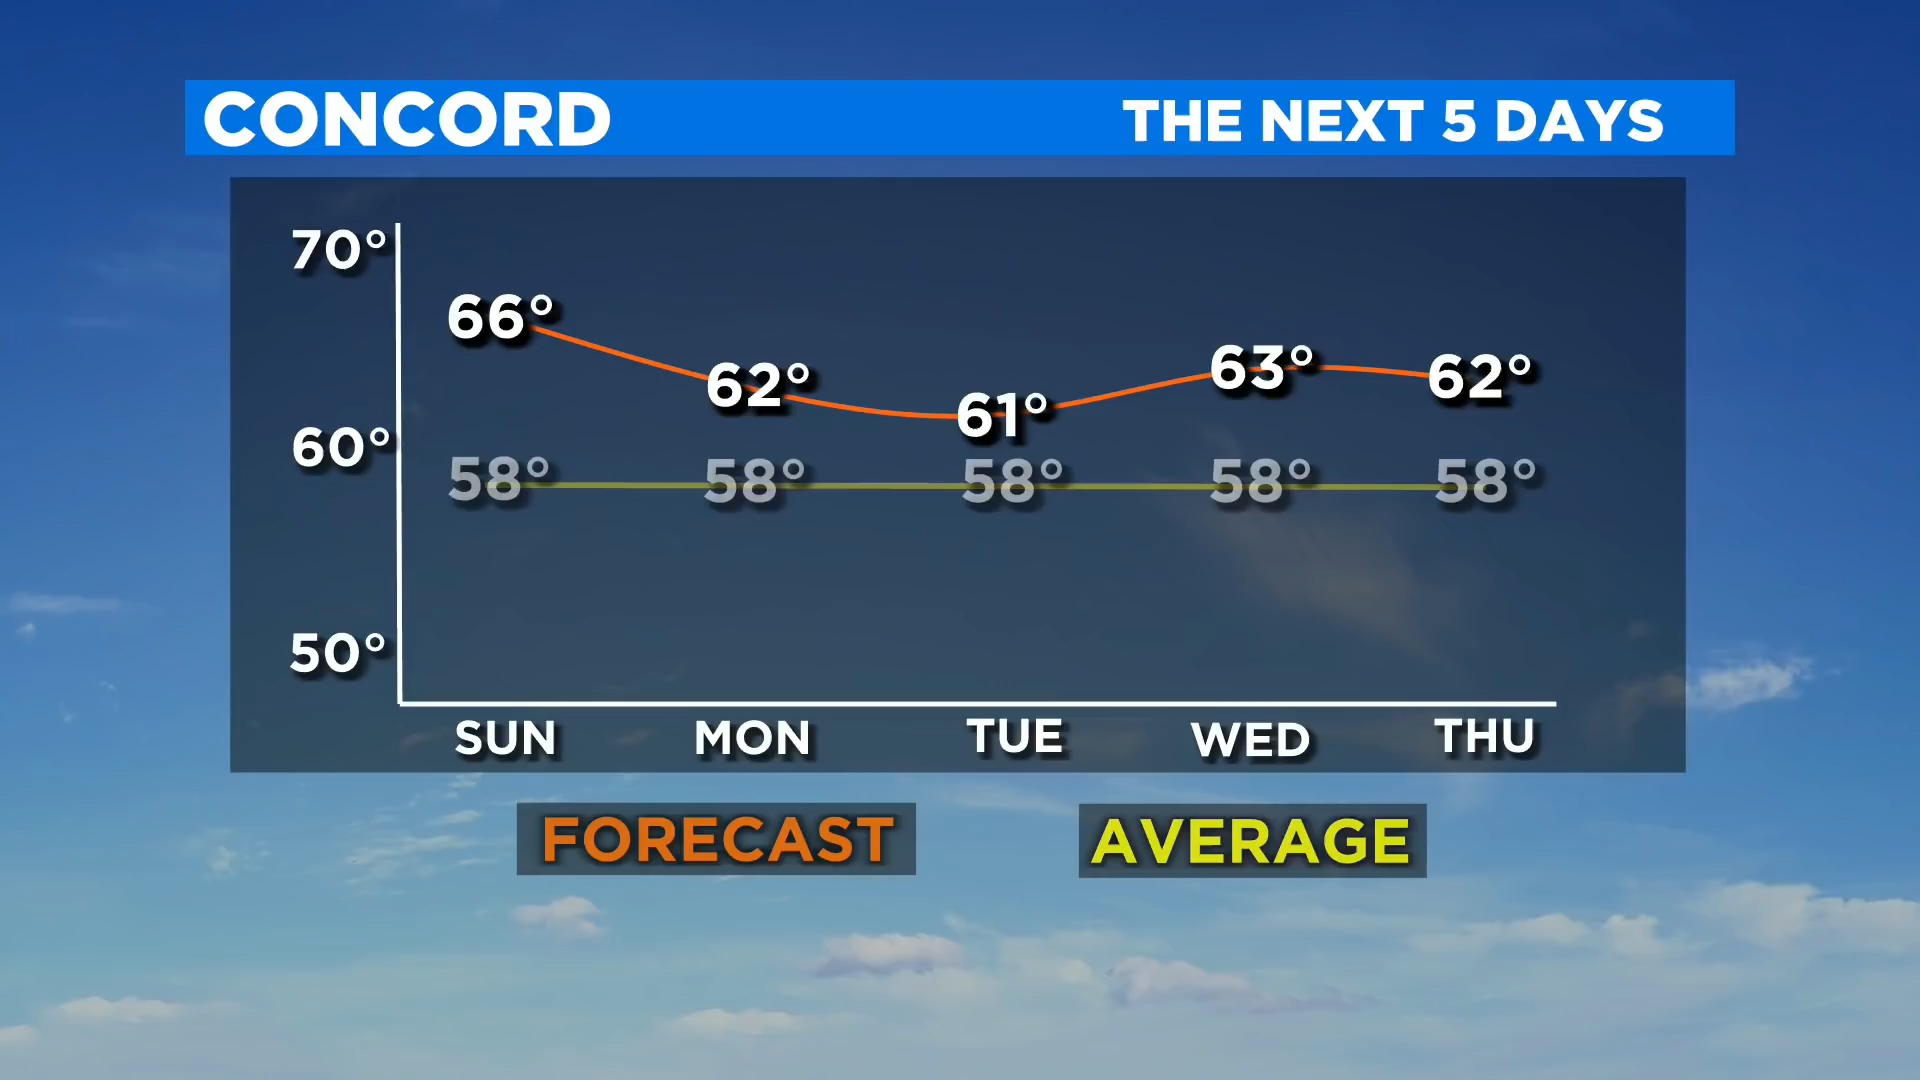 CONCORD THE NEXT 5 DAYS
70°
66°
62° 61° 63° 62°
60°
58° 58° 58° 58° 58°
50°
SUN MON TUE WED THU
FORECAST AVERAGE